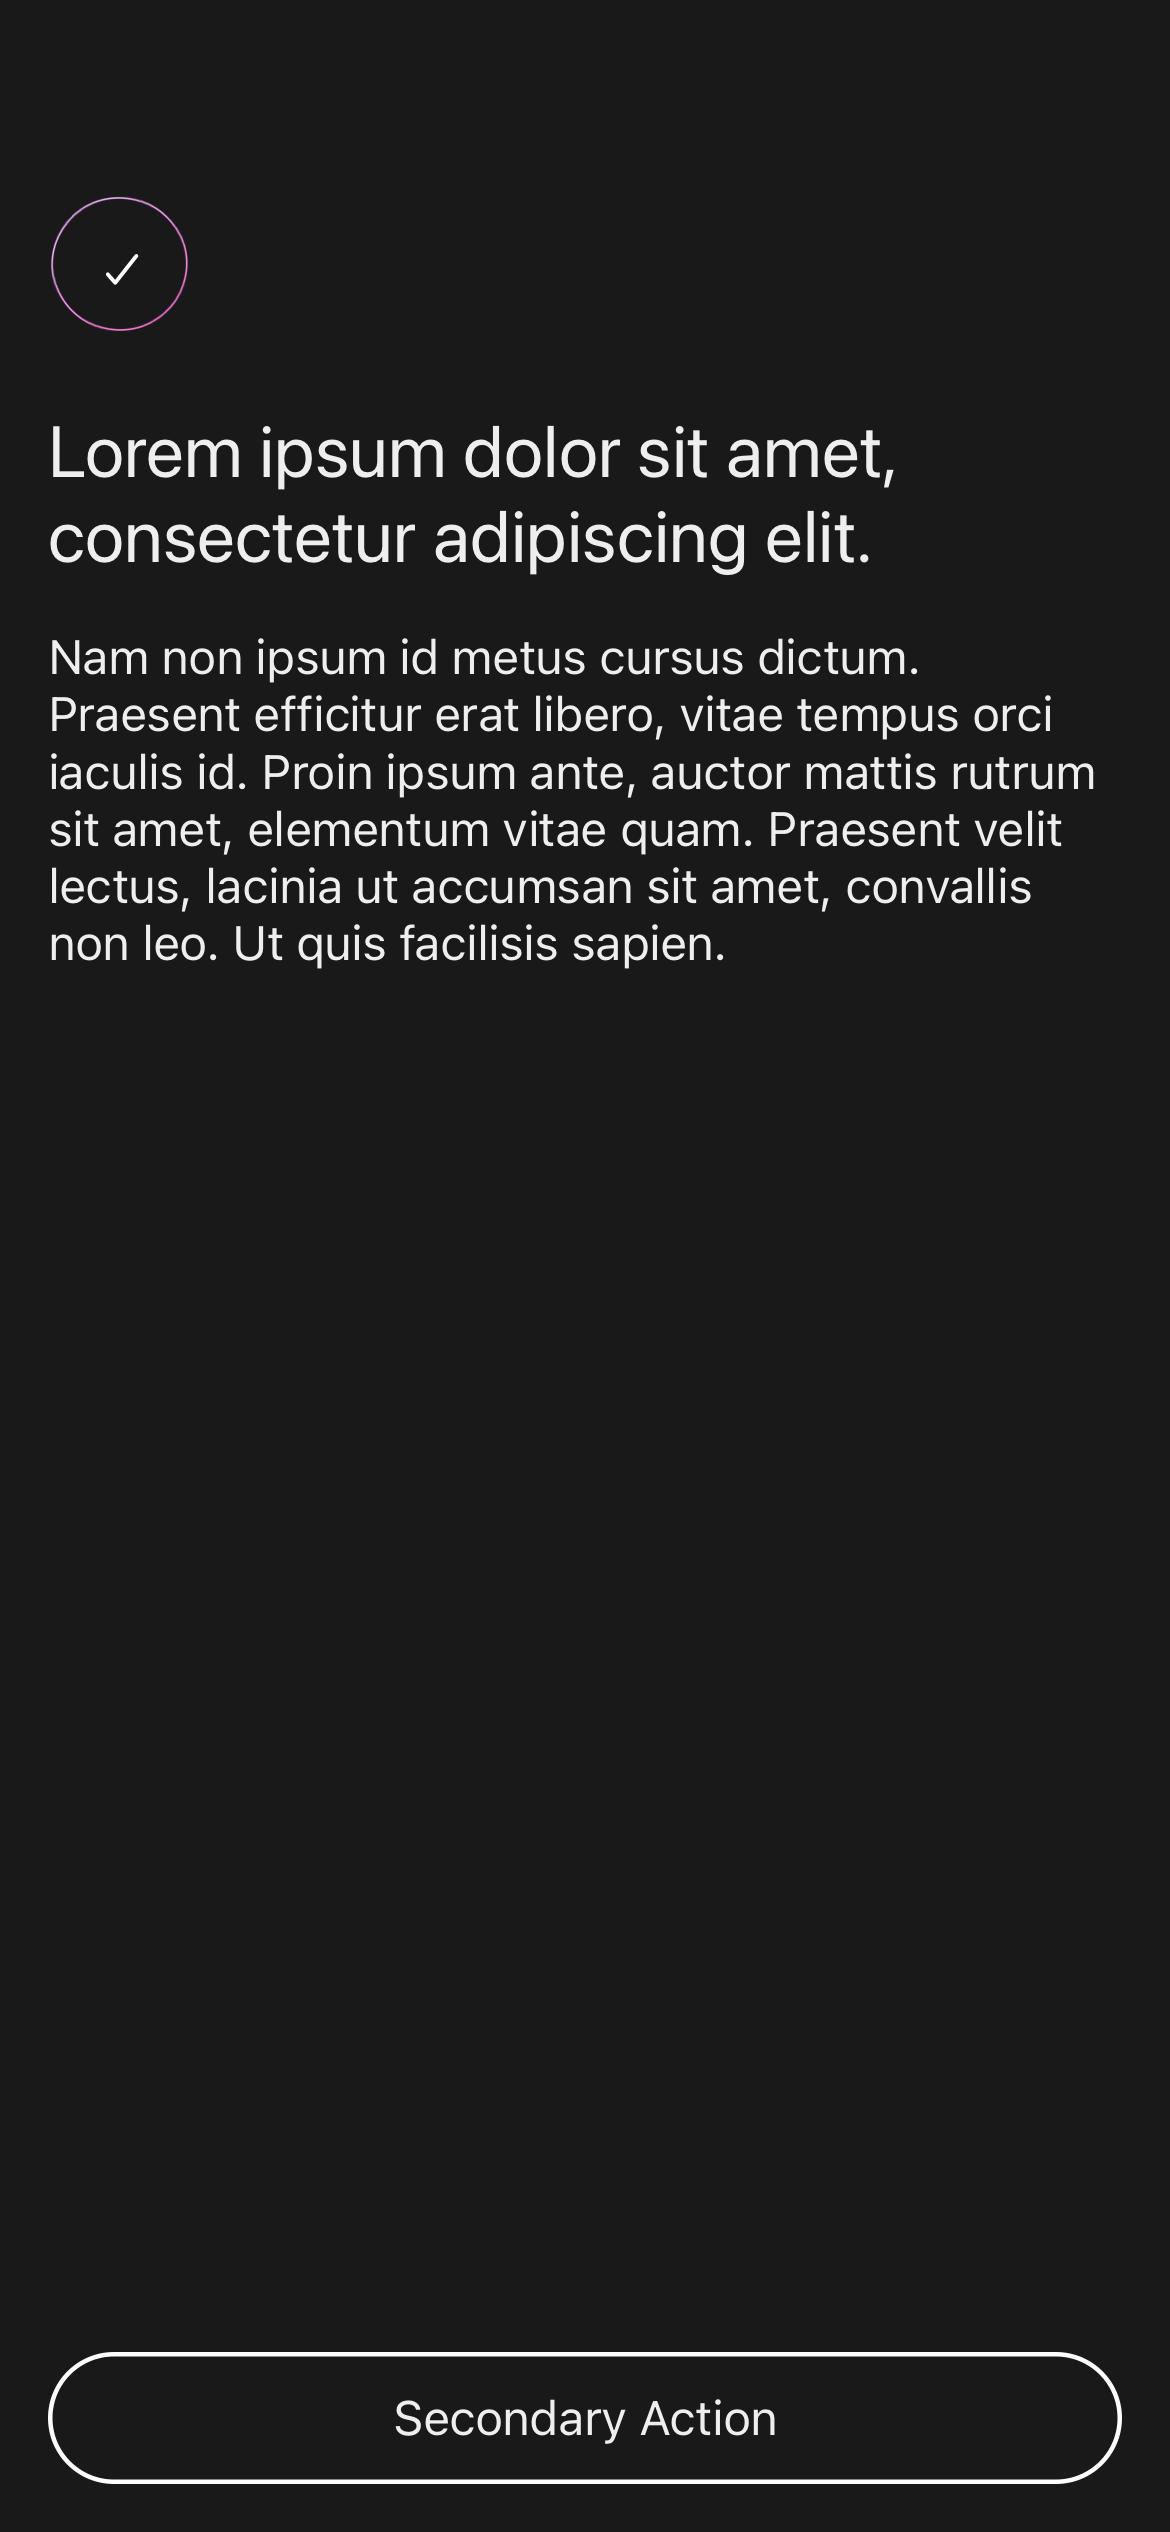 Lorem ipsum dolor sit amet,
consectetur adipiscing elit.
Nam non ipsum id metus cursus dictum.
Praesent efficitur erat libero, vitae tempus orci
iaculis id. Proin ipsum ante, auctor mattis rutrum
sit amet, elementum vitae quam. Praesent velit
lectus, lacinia ut accumsan sit amet, convallis
non leo. Ut quis facilisis sapien.
Secondary Action